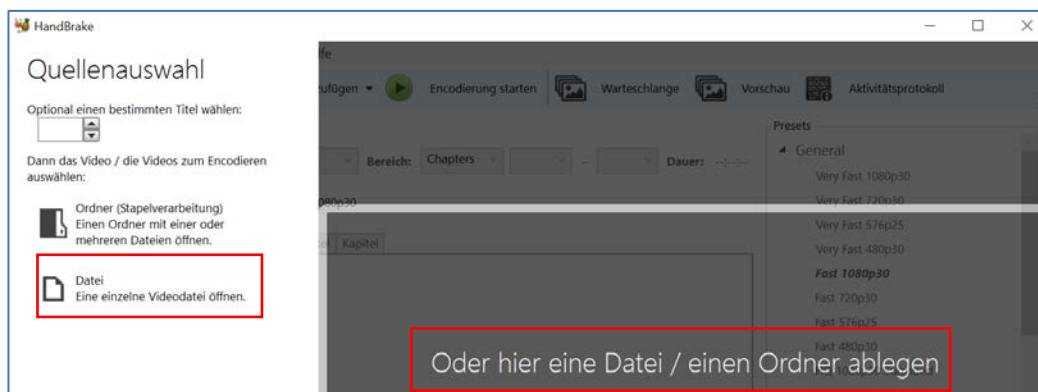 HandBrake
Quellenauswahl
Optional einen bestimmten Titel wählen:
Dann das Video / die Videos zum Encodieren
auswählen:
Ordner (Stapelverarbeitung)
Einen Ordner mit einer oder
mehreren Dateien öffnen.
Datei
Eine einzelne Videodatei öffnen.
Encodierung starten
Warteschlange
Vorschau
Aktivitätsprotokoll
Bereich:
Chapters
Dauer:
--:--:--
Kapitel
Presets
General
Very Fast 1080p30
Very Fast 720p30
Very Fast 576p25
Very Fast 480p30
Fast 1080p30
Fast 720p30
Fast 576p25
Fast 480p30
Oder hier eine Datei / einen Ordner ablegen